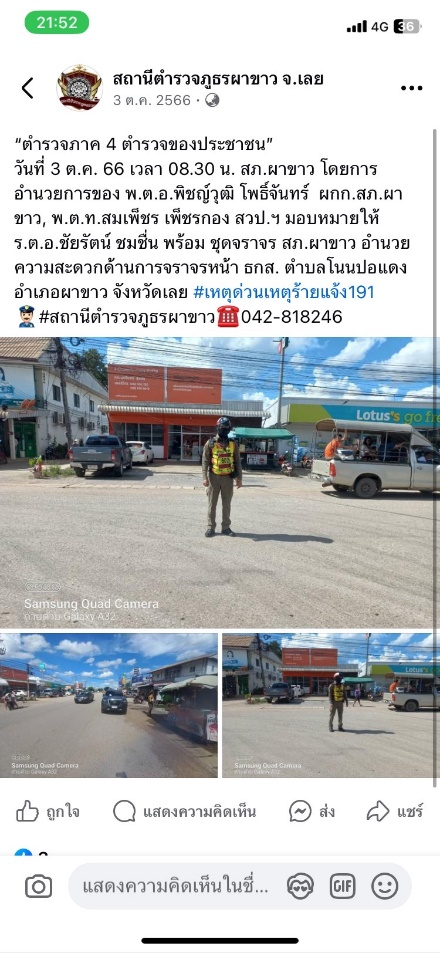 21:52
4G
36
สถานีตำรวจภูธรผาขาว จ.เลย
3 ต.ค. 2566 ·
“ตำรวจภาค 4 ตำรวจของประชาชน”
วันที่ 3 ต.ค. 66 เวลา 08.30 น. สภ.ผาขาว โดยการ
อำนวยการของ พ.ต.อ.พิชญ์วุฒิ โพธิ์จันทร์ ผกก.สภ.ผา
ขาว, พ.ต.ท.สมเพ็ชร เพ็ชรกอง สวป.ฯ มอบหมายให้
ร.ต.อ.ชัยรัตน์ ชมชื่น พร้อม ชุดจราจร สภ.ผาขาว อำนวย
ความสะดวกด้านการจราจรหน้า ธกส. ตำบลโนนปอแดง
อำเภอผาขาว จังหวัดเลย #เหตุด่วนเหตุร้ายแจ้ง191
#สถานีตำรวจภูธรผาขาว 042-818246
Lotus's go fre
Samsung Quad Camera
ถ่ายด้วย Galaxy A32
Samsung Quad Camera
ถ่ายด้วย Galaxy A32
Lotus's
Samsung Quad Camera
ถ่ายด้วย Galaxy A32
ถูกใจ
แสดงความคิดเห็น
ส่ง
แชร์
แสดงความคิดเห็นในชื่...
GIF